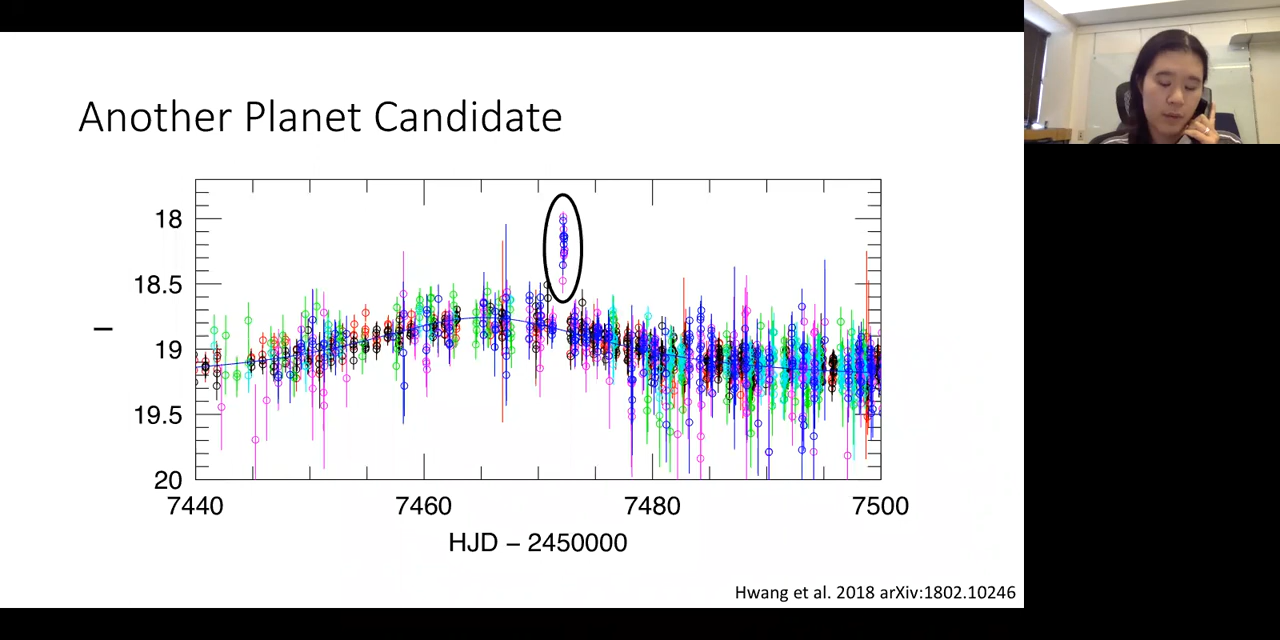 Another Planet Candidate
18
18.5
19
19.5
20
I
7440
7460
7480
7500
HJD − 2450000
Hwang et al. 2018 arXiv:1802.10246